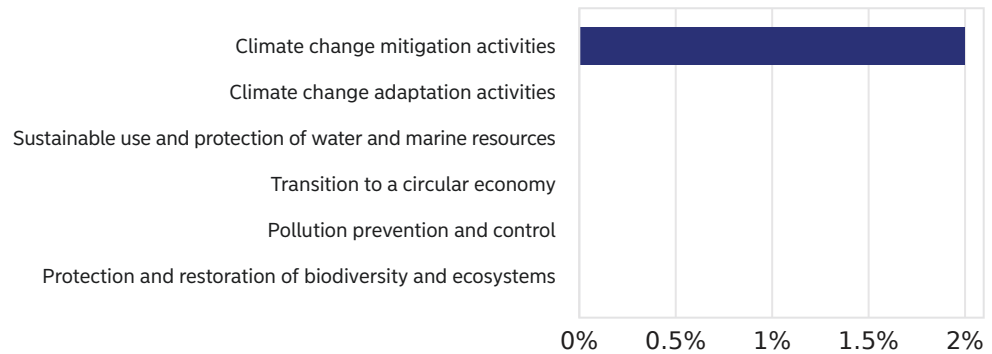 Climate change mitigation activities
Climate change adaptation activities
Sustainable use and protection of water and marine resources
Transition to a circular economy
Pollution prevention and control
Protection and restoration of biodiversity and ecosystems
0% 0.5% 1% 1.5% 2%